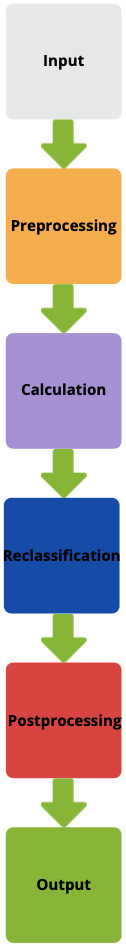 Input
Preprocessing
Calculation
Reclassification
Postprocessing
Output